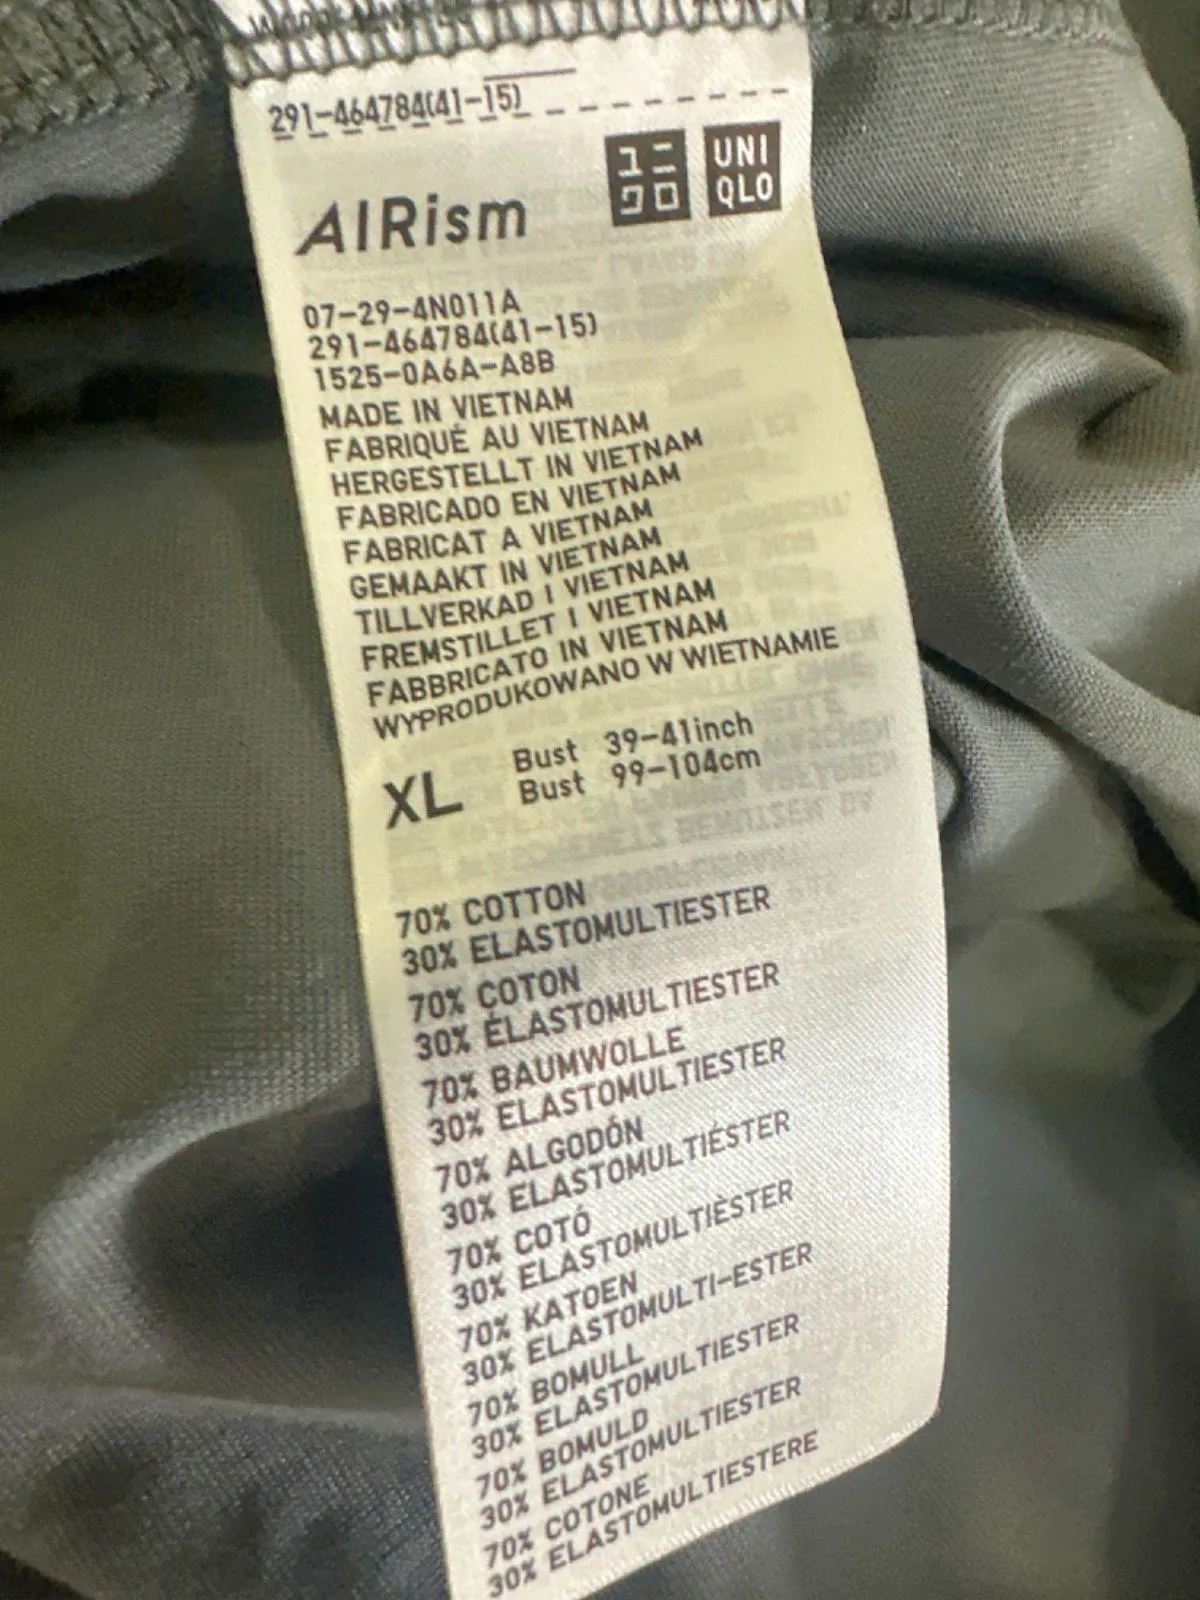 291-464784(41-15)
AIRism
ユニ
クロ
UNI
QLO
07-29-4N011A
291-464784(41-15)
1525-0A6A-A8B
MADE IN VIETNAM
FABRIQUÉ AU VIETNAM
HERGESTELLT IN VIETNAM
FABRICADO EN VIETNAM
FABRICAT A VIETNAM
GEMAAKT IN VIETNAM
TILLVERKAD I VIETNAM
FREMSTILLET I VIETNAM
FABBRICATO IN VIETNAM
WYPRODUKOWANO W WIETNAMIE
XL
Bust 39-41inch
Bust 99-104cm
70% COTTON
30% ELASTOMULTIESTER
70% COTON
30% ÉLASTOMULTIESTER
70% BAUMWOLLE
30% ELASTOMULTIESTER
70% ALGODÓN
30% ELASTOMULTIÉSTER
70% COTÓ
30% ELASTOMULTIÈSTER
70% KATOEN
30% ELASTOMULTI-ESTER
70% BOMULL
30% ELASTOMULTIESTER
70% BOMULD
30% ELASTOMULTIESTER
70% COTONE
30% ELASTOMULTIESTERE